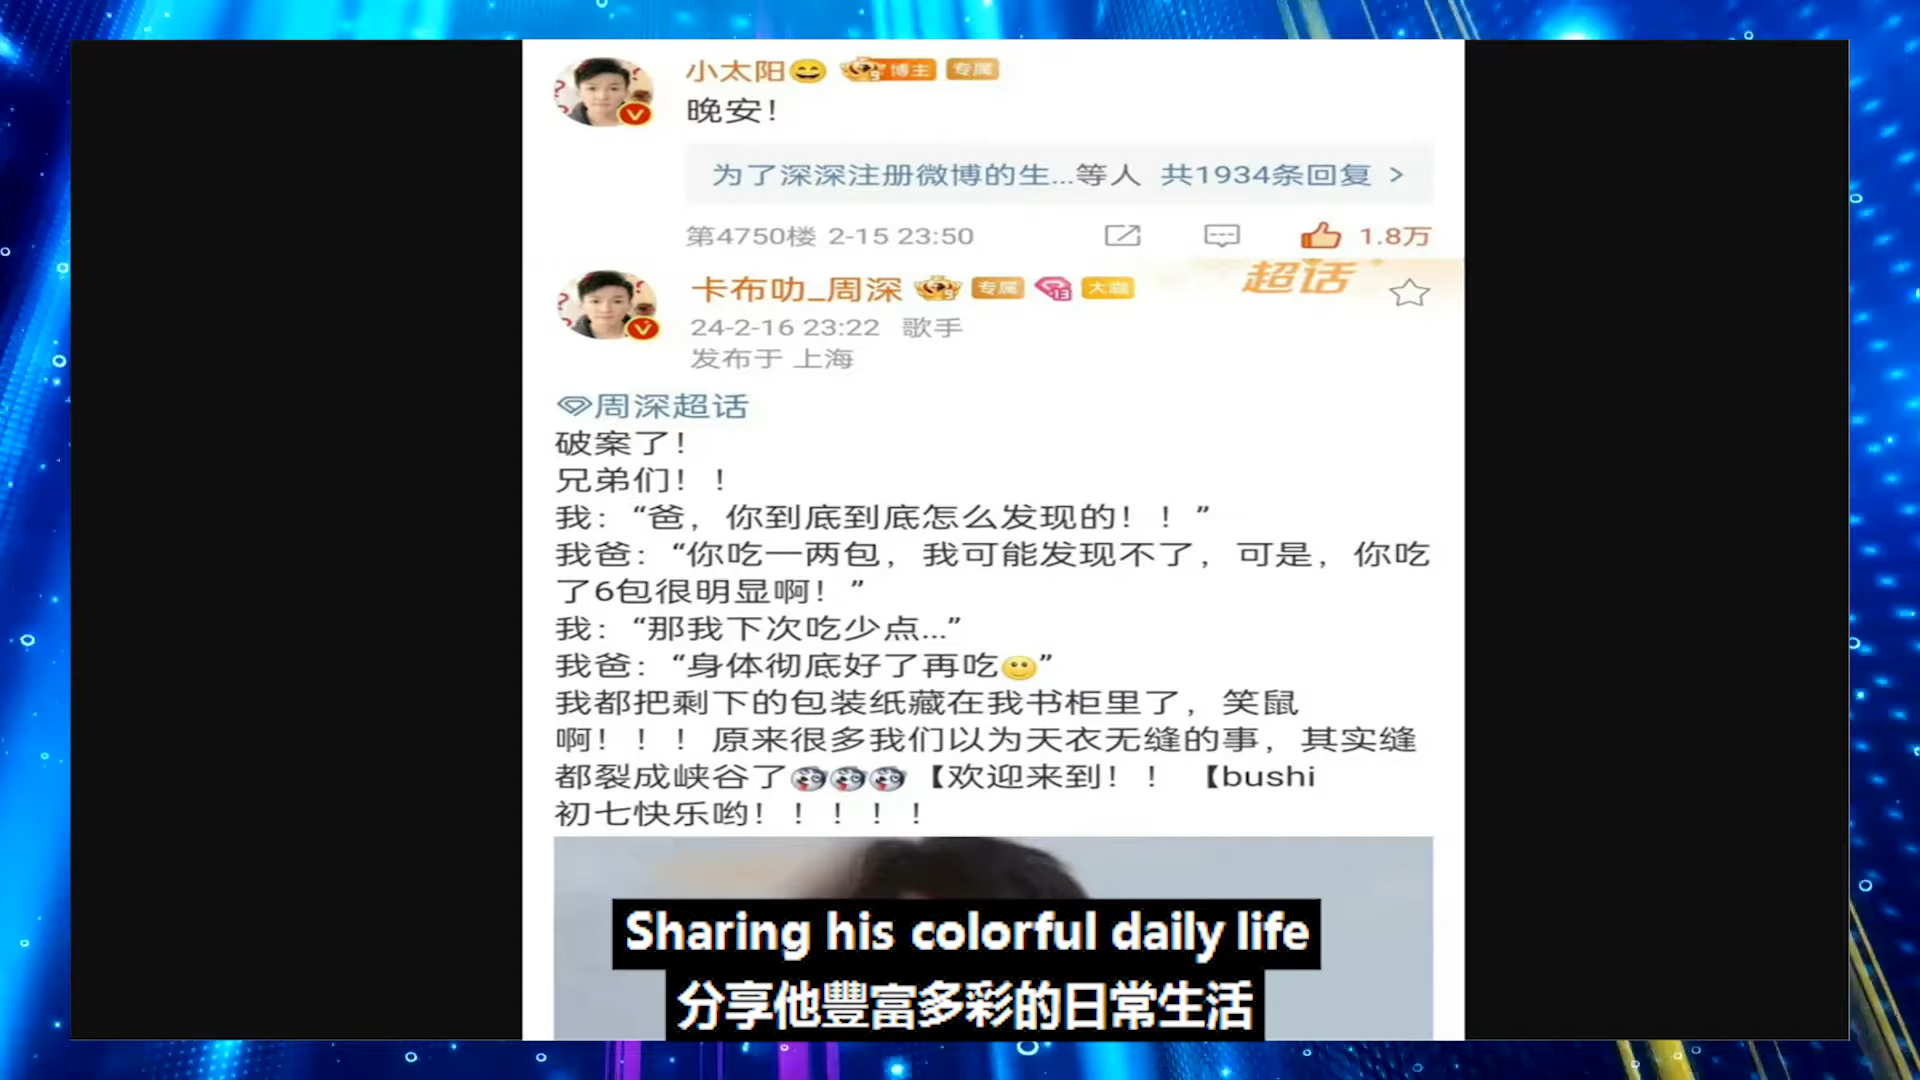 小太阳😄 9 博主 专属
晚安！
为了深深注册微博的生...等人 共1934条回复 >
第4750楼 2-15 23:50 1.8万
卡布叻_周深 9 专属 大咖 超话
24-2-16 23:22 歌手
发布于 上海
周深超话
破案了！
兄弟们！！
我：“爸，你到底到底怎么发现的！！”
我爸：“你吃一两包，我可能发现不了，可是，你吃
了6包很明显啊！”
我：“那我下次吃少点...”
我爸：“身体彻底好了再吃🙂”
我都把剩下的包装纸藏在我书柜里了，笑鼠
啊！！！原来很多我们以为天衣无缝的事，其实缝
都裂成峡谷了【欢迎来到！！【bushi
初七快乐哟！！！！！
Sharing his colorful daily life
分享他豐富多彩的日常生活